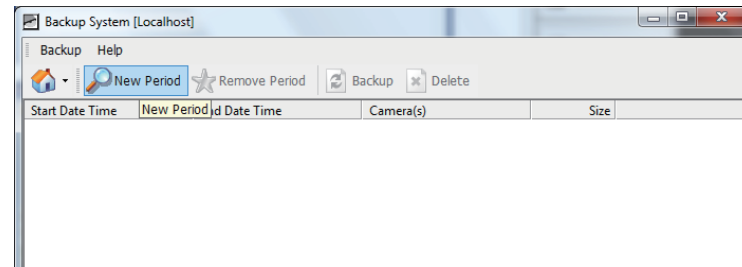 Backup System [Localhost]
Backup Help
New Period Remove Period Backup Delete
Start Date Time New Period nd Date Time Camera(s) Size